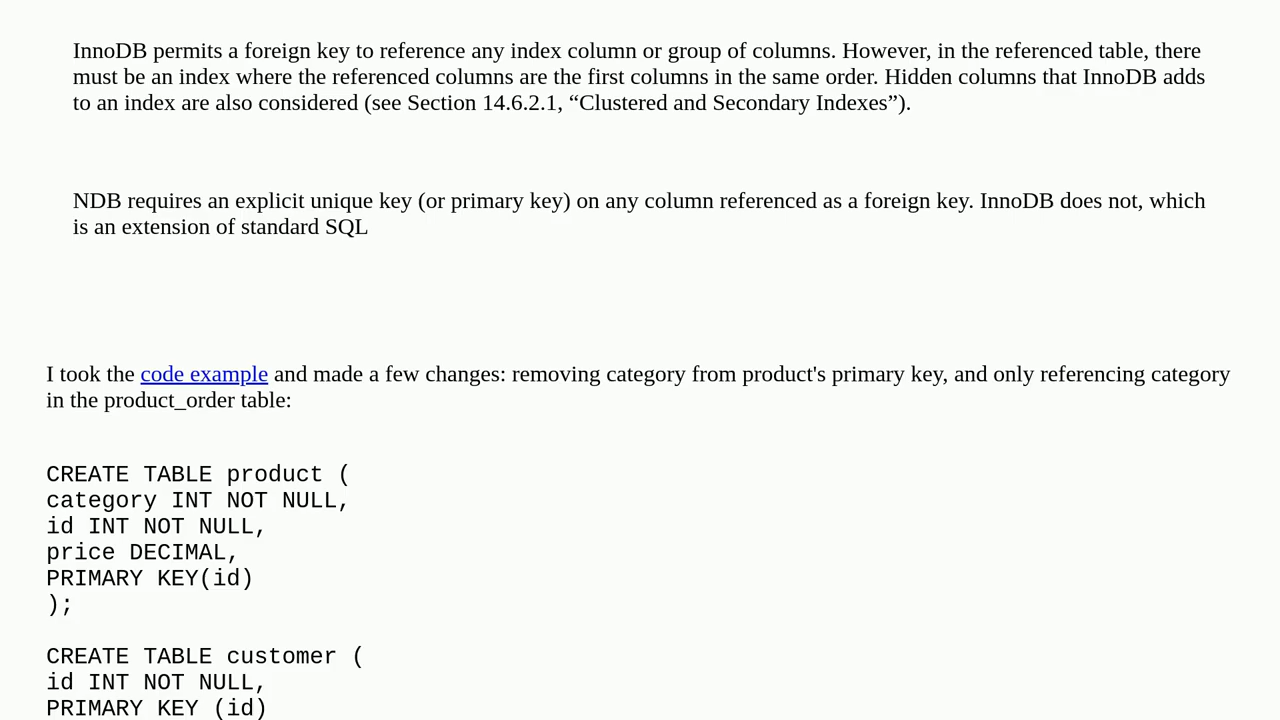 InnoDB permits a foreign key to reference any index column or group of columns. However, in the referenced table, there
must be an index where the referenced columns are the first columns in the same order. Hidden columns that InnoDB adds
to an index are also considered (see Section 14.6.2.1, “Clustered and Secondary Indexes”).
NDB requires an explicit unique key (or primary key) on any column referenced as a foreign key. InnoDB does not, which
is an extension of standard SQL
I took the code example and made a few changes: removing category from product's primary key, and only referencing category
in the product_order table:
CREATE TABLE product (
category INT NOT NULL,
id INT NOT NULL,
price DECIMAL,
PRIMARY KEY(id)
);
CREATE TABLE customer (
id INT NOT NULL,
PRIMARY KEY (id)